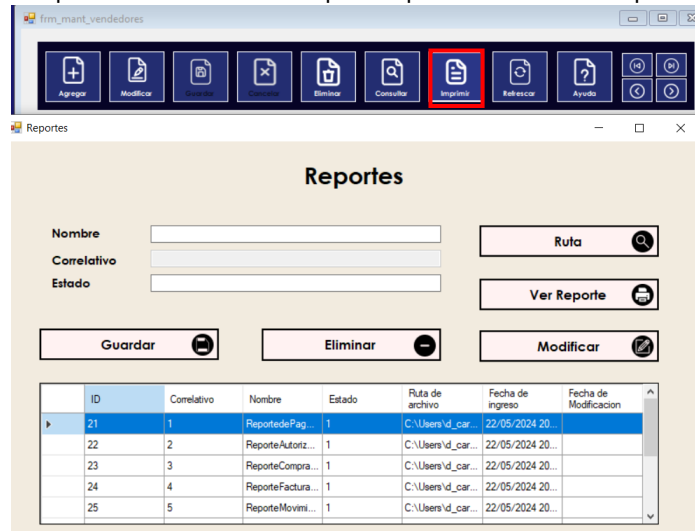 frm_mant_vendedores
Agregar Modificar Guardar Cancelar Eliminar Consultar Imprimir Refrescar Ayuda
Reportes
Reportes
Nombre
Ruta
Correlativo
Estado
Ver Reporte
Guardar Eliminar Modificar
ID Correlativo Nombre Estado Ruta de archivo Fecha de ingreso Fecha de Modificacion
21 1 ReportedePag... 1 C:\Users\d_car... 22/05/2024 20...
22 2 ReporteAutoriz... 1 C:\Users\d_car... 22/05/2024 20...
23 3 ReporteCompra... 1 C:\Users\d_car... 22/05/2024 20...
24 4 ReporteFactura... 1 C:\Users\d_car... 22/05/2024 20...
25 5 ReporteMovimi... 1 C:\Users\d_car... 22/05/2024 20...